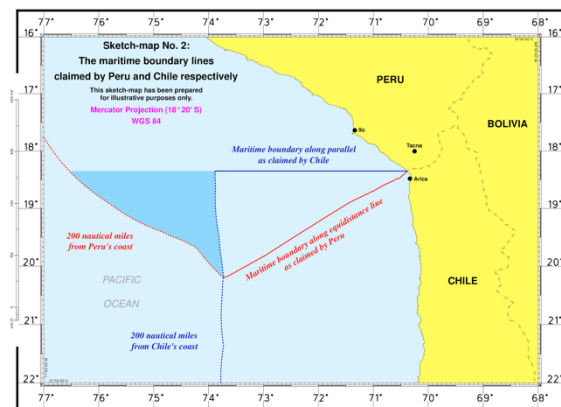 77° 76° 75° 74° 73° 72° 71° 70° 69° 68°
16° 16°
Sketch-map No. 2:
The maritime boundary lines
claimed by Peru and Chile respectively
This sketch-map has been prepared
for illustrative purposes only.
Mercator Projection (18° 20' S)
WGS 84
PERU
17° 17°
BOLIVIA
Ilo
Tacna
18° 18°
Maritime boundary along parallel
as claimed by Chile
Arica
19° 19°
200 nautical miles
from Peru's coast
Maritime boundary along equidistance line
as claimed by Peru
20° 20°
PACIFIC
OCEAN
CHILE
21° 21°
200 nautical miles
from Chile's coast
22° 22°
77° 76° 75° 74° 73° 72° 71° 70° 69° 68°